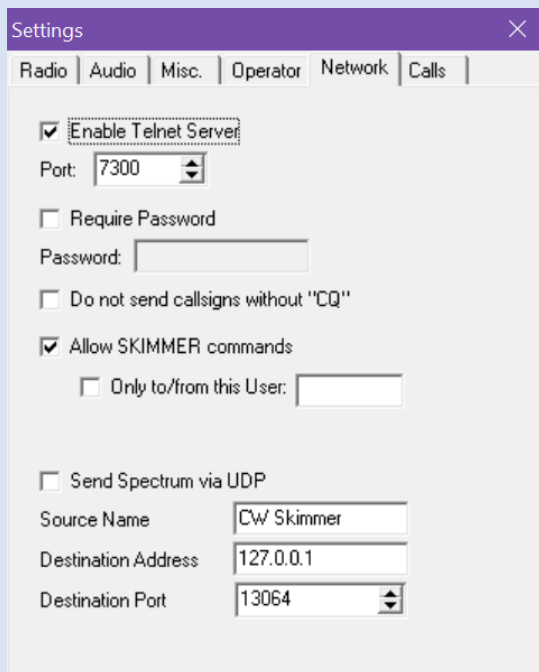 Settings
Radio Audio Misc. Operator Network Calls
Enable Telnet Server
Port: 7300
Require Password
Password:
Do not send callsigns without "CQ"
Allow SKIMMER commands
Only to/from this User:
Send Spectrum via UDP
Source Name CW Skimmer
Destination Address 127.0.0.1
Destination Port 13064